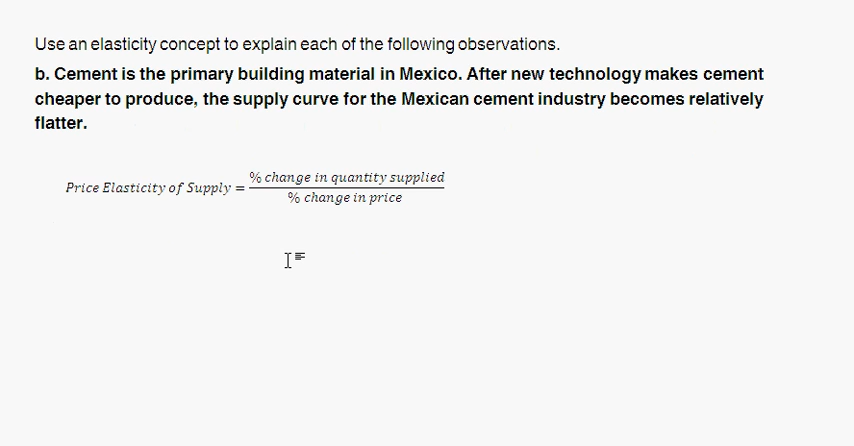 Use an elasticity concept to explain each of the following observations.
b. Cement is the primary building material in Mexico. After new technology makes cement
cheaper to produce, the supply curve for the Mexican cement industry becomes relatively
flatter.
% change in quantity supplied
Price Elasticity of Supply =
% change in price